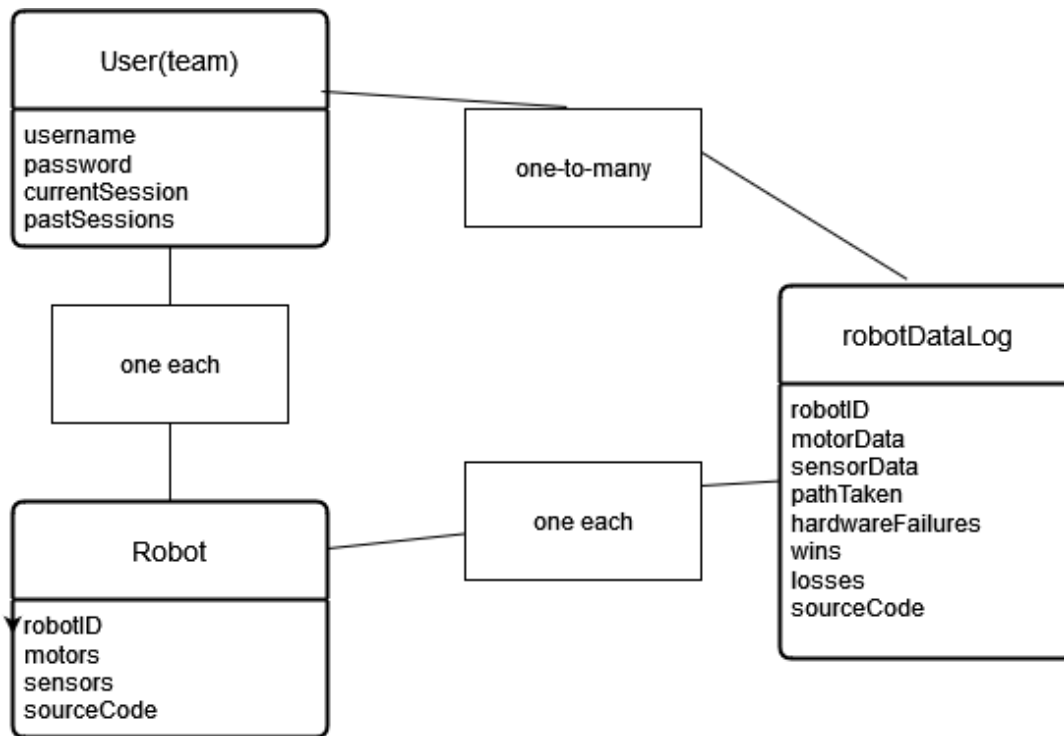 User(team)
username
password
currentSession
pastSessions
one-to-many
one each
robotDataLog
robotID
motorData
sensorData
pathTaken
hardwareFailures
wins
losses
sourceCode
one each
Robot
robotID
motors
sensors
sourceCode